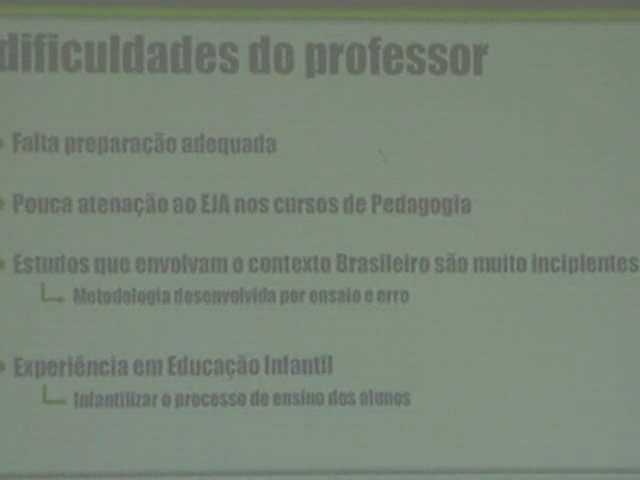 dificuldades do professor
Falta preparação adequada
Pouca atenação ao EJA nos cursos de Pedagogia
Estudos que envolvam o contexto Brasileiro são muito incipientes
Metodologia desenvolvida por ensaio e erro
Experiência em Educação Infantil
Infantilizar o processo de ensino dos alunos